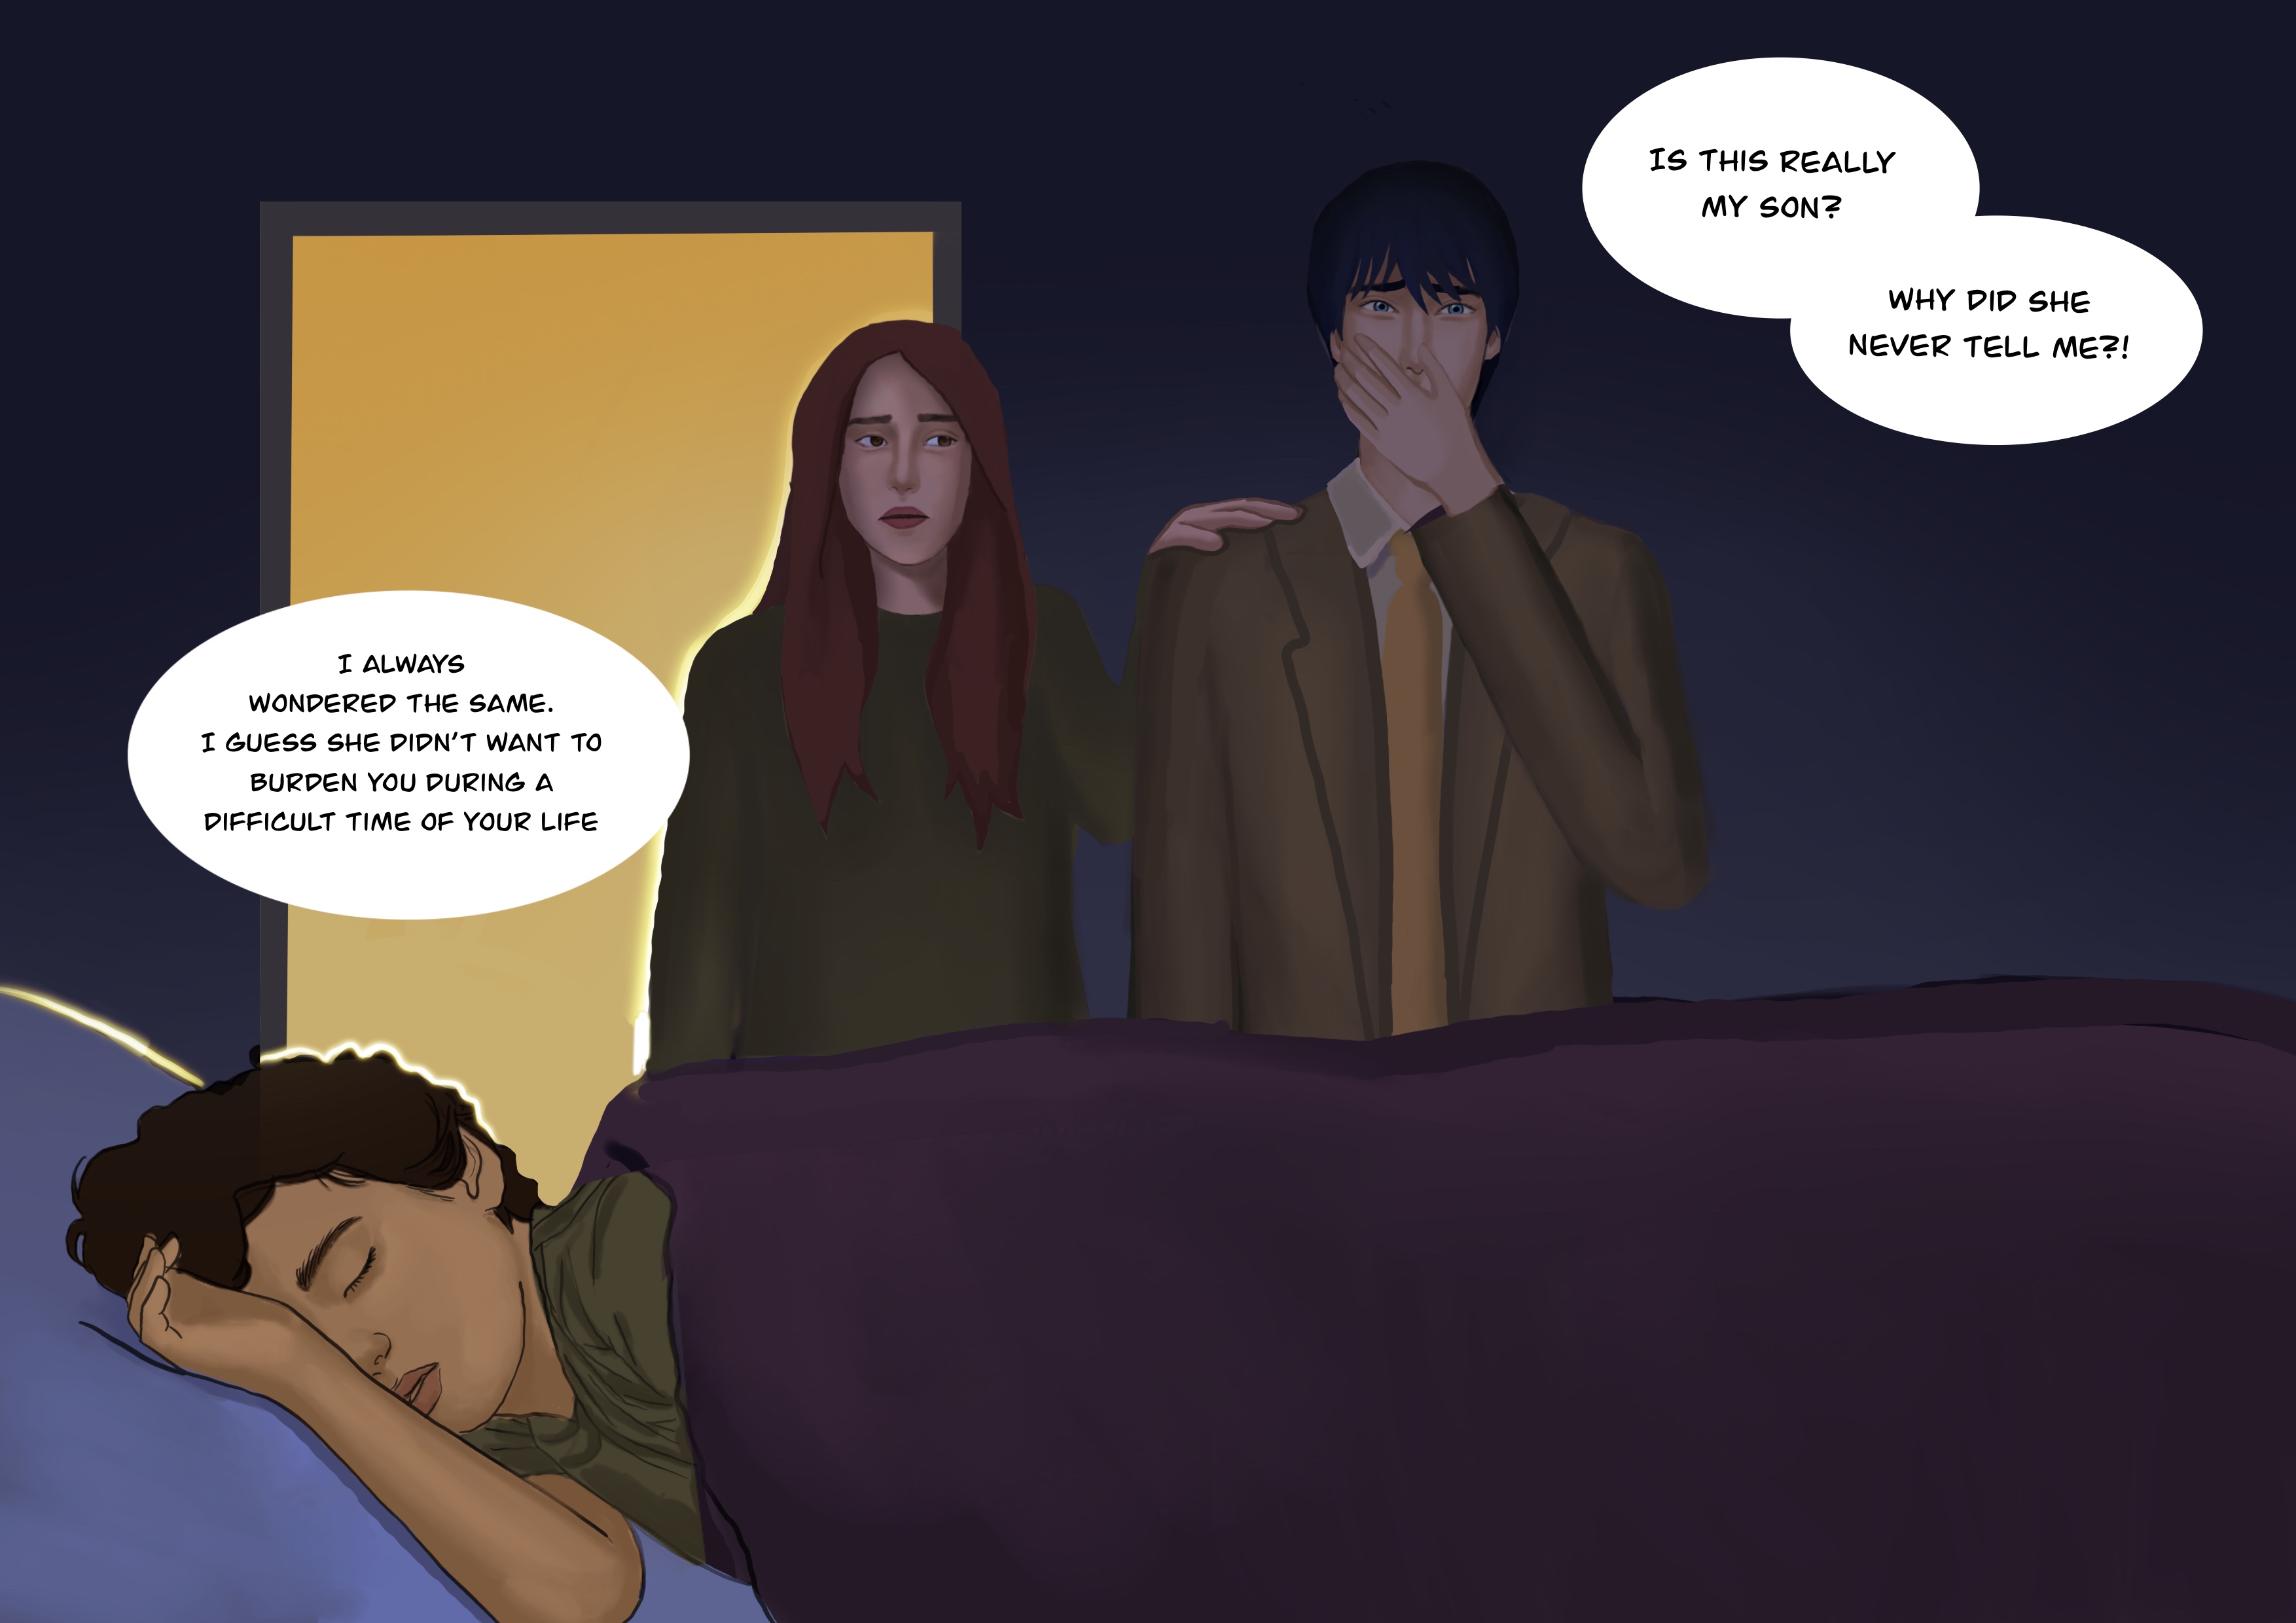 IS THIS REALLY
MY SON?
WHY DID SHE
NEVER TELL ME?!
I ALWAYS
WONDERED THE SAME.
I GUESS SHE DIDN'T WANT TO
BURDEN YOU DURING A
DIFFICULT TIME OF YOUR LIFE